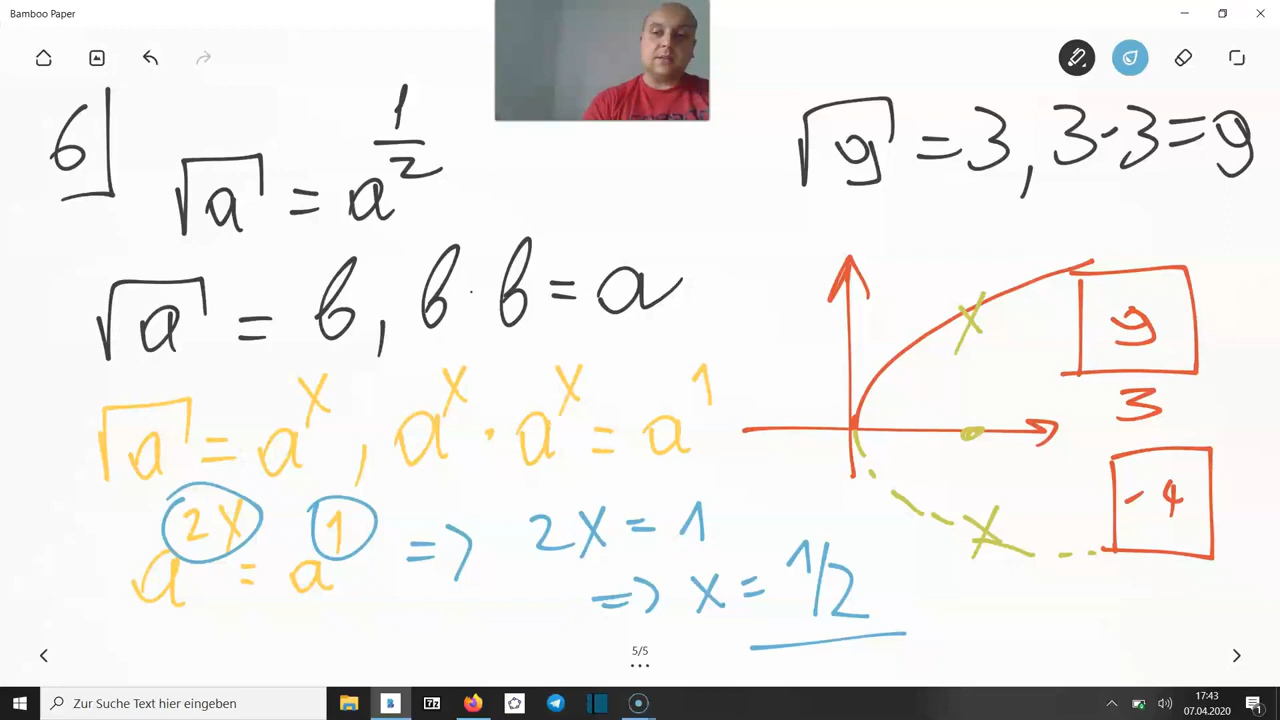 Bamboo Paper
6
√a = a^1/2
√9 = 3, 3·3=9
√a = b, b·b=a
√a = a^x, a^x · a^x = a^1
9
3
-4
a^2x = a^1 => 2x = 1
=> x = 1/2
5/5
Zur Suche Text hier eingeben
17:43
07.04.2020